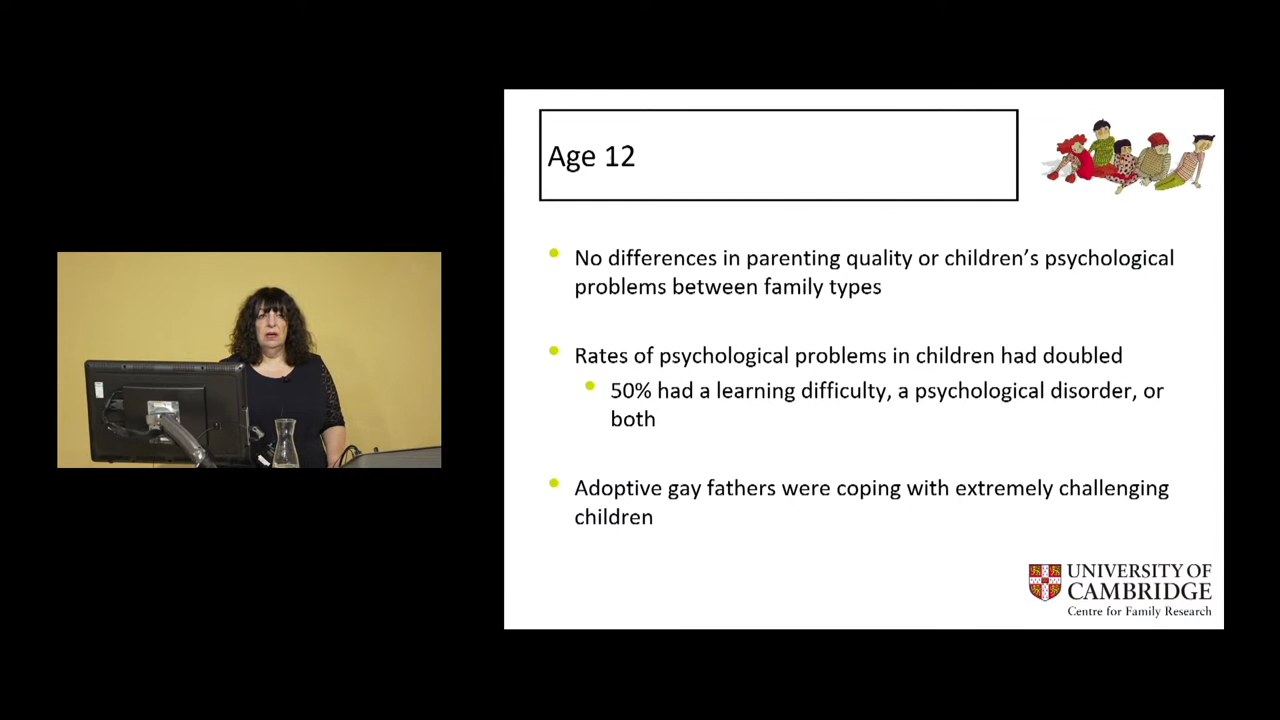 Age 12
No differences in parenting quality or children’s psychological
problems between family types
Rates of psychological problems in children had doubled
50% had a learning difficulty, a psychological disorder, or
both
Adoptive gay fathers were coping with extremely challenging
children
UNIVERSITY OF
CAMBRIDGE
Centre for Family Research